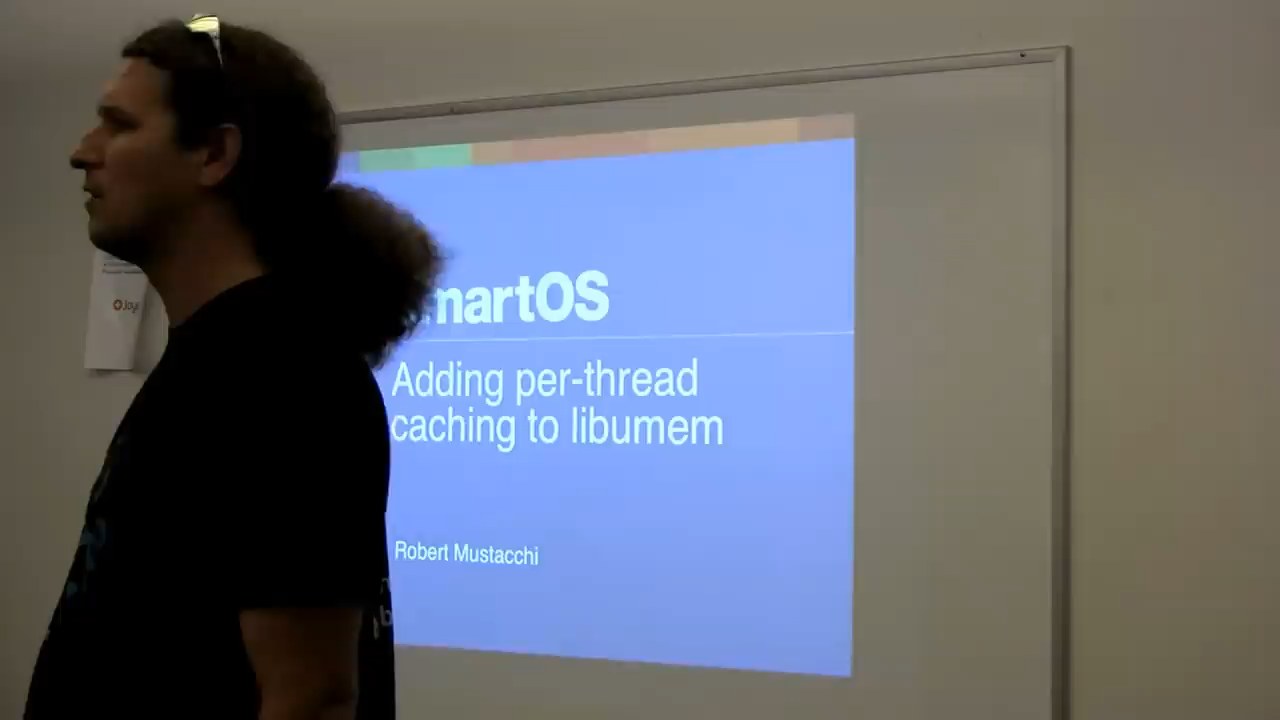 martOS
Adding per-thread
caching to libumem
Robert Mustacchi